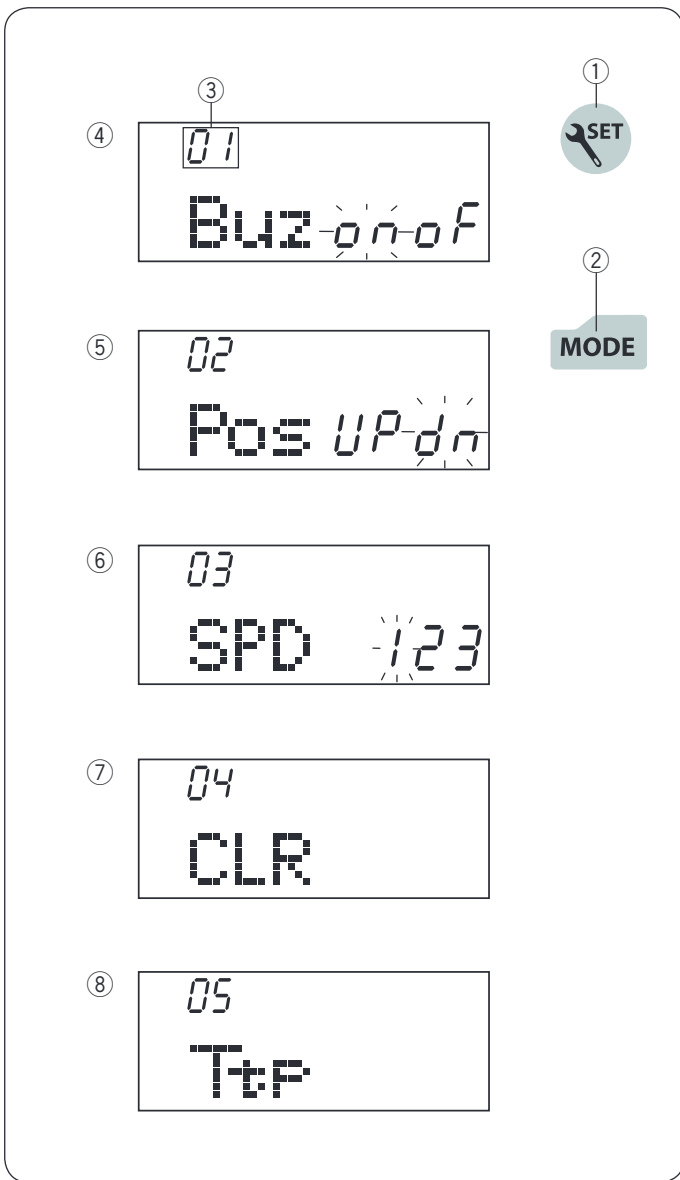 ③
①
④
01
SET
Buz on oF
②
⑤
02
MODE
Pos UP dn
⑥
03
SPD 123
⑦
04
CLR
⑧
05
Ttp